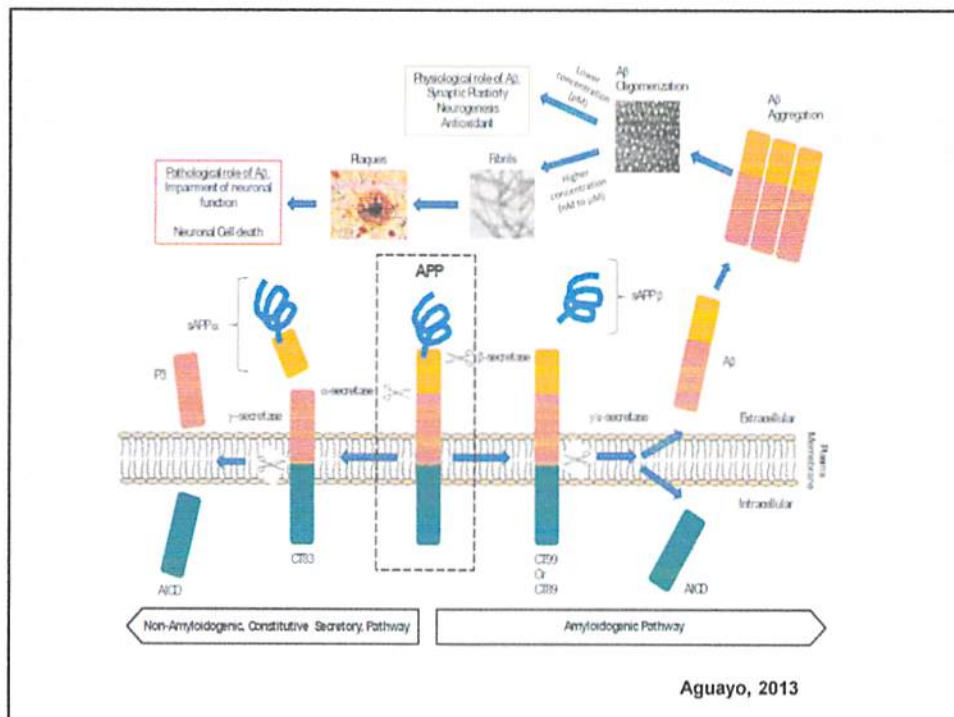 Physiological role of Aβ,
Synaptic Plasticity
Neurogenesis
Antioxidant
Lower
concentration
(pM)
Aβ
Oligomerization
Aβ
Aggregation
Pathological role of Aβ,
Impairment of neuronal
function
Neuronal Cell death
Plaques
Fibrils
Higher
concentration
(nM to μM)
APP
sAPPα
sAPPβ
P3
α-secretase
β-secretase
Aβ
γ-secretase
γ/ε-secretase
Extracellular
Plasma
Membrane
Intracellular
CT83
CT99
Or
CT89
AICD
AICD
Non-Amyloidogenic, Constitutive Secretory, Pathway
Amyloidogenic Pathway
Aguayo, 2013